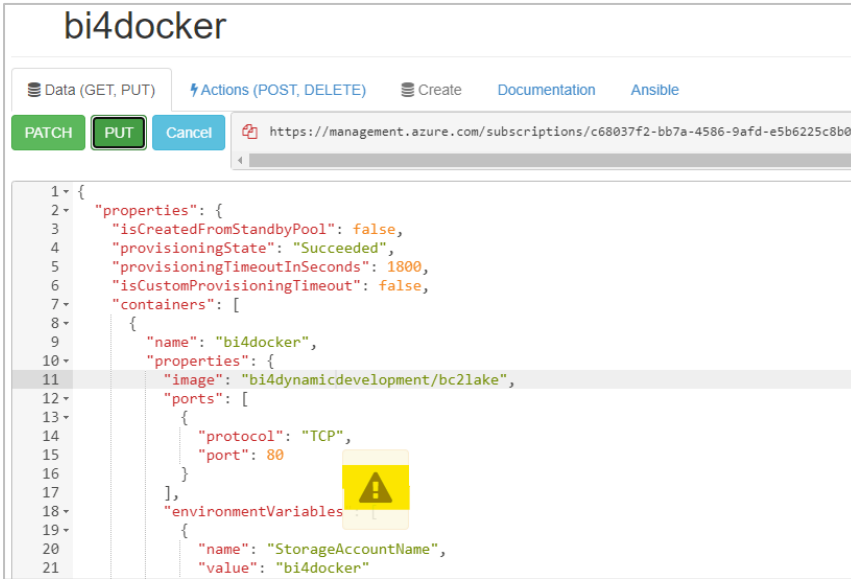 bi4docker
Data (GET, PUT) Actions (POST, DELETE) Create Documentation Ansible
PATCH PUT Cancel https://management.azure.com/subscriptions/c68037f2-bb7a-4586-9afd-e5b6225c8b0
1 {
2 "properties": {
3 "isCreatedFromStandbyPool": false,
4 "provisioningState": "Succeeded",
5 "provisioningTimeoutInSeconds": 1800,
6 "isCustomProvisioningTimeout": false,
7 "containers": [
8 {
9 "name": "bi4docker",
10 "properties": {
11 "image": "bi4dynamicdevelopment/bc2lake",
12 "ports": [
13 {
14 "protocol": "TCP",
15 "port": 80
16 }
17 ],
18 "environmentVariables
19 {
20 "name": "StorageAccountName",
21 "value": "bi4docker"